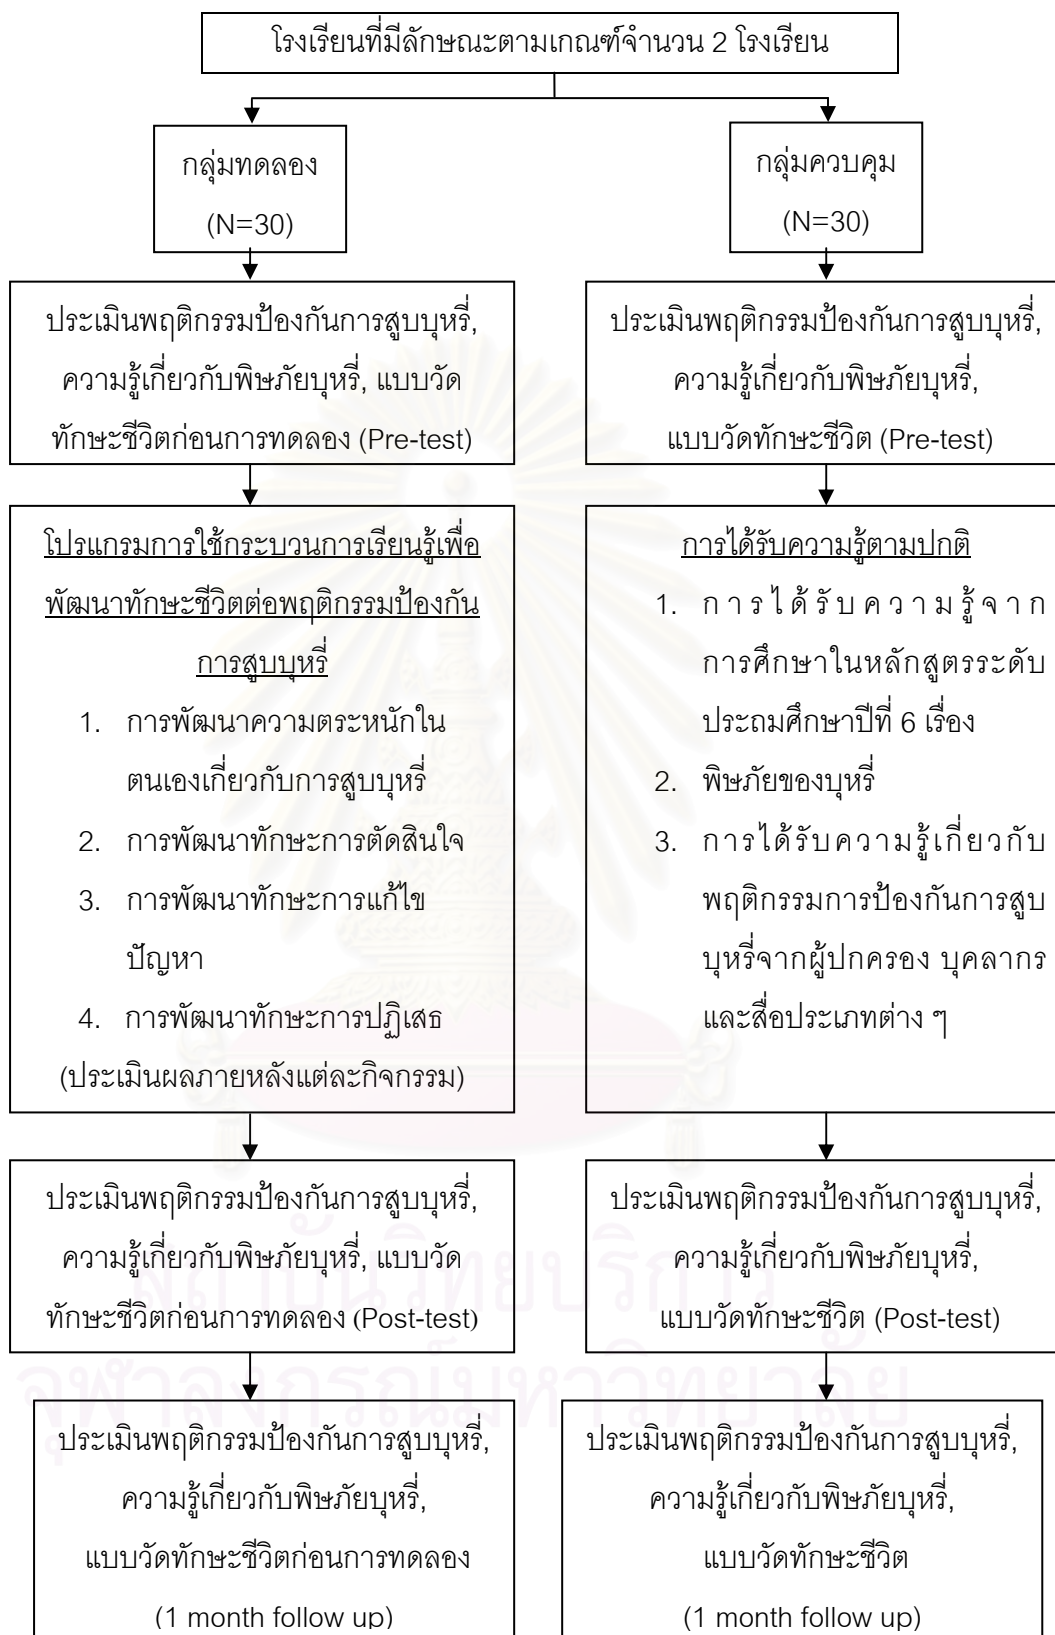 โรงเรียนที่มีลักษณะตามเกณฑ์จำนวน 2 โรงเรียน
กลุ่มทดลอง
(N=30)
กลุ่มควบคุม
(N=30)
ประเมินพฤติกรรมป้องกันการสูบบุหรี่,
ความรู้เกี่ยวกับพิษภัยบุหรี่, แบบวัด
ทักษะชีวิตก่อนการทดลอง (Pre-test)
ประเมินพฤติกรรมป้องกันการสูบบุหรี่,
ความรู้เกี่ยวกับพิษภัยบุหรี่,
แบบวัดทักษะชีวิต (Pre-test)
โปรแกรมการใช้กระบวนการเรียนรู้เพื่อ
พัฒนาทักษะชีวิตต่อพฤติกรรมป้องกัน
การสูบบุหรี่
1. การพัฒนาความตระหนักใน
ตนเองเกี่ยวกับการสูบบุหรี่
2. การพัฒนาทักษะการตัดสินใจ
3. การพัฒนาทักษะการแก้ไข
ปัญหา
4. การพัฒนาทักษะการปฏิเสธ
(ประเมินผลภายหลังแต่ละกิจกรรม)
การได้รับความรู้ตามปกติ
1. การได้รับความรู้จาก
การศึกษาในหลักสูตรระดับ
ประถมศึกษาปีที่ 6 เรื่อง
2. พิษภัยของบุหรี่
3. การได้รับความรู้เกี่ยวกับ
พฤติกรรมการป้องกันการสูบ
บุหรี่จากผู้ปกครอง บุคลากร
และสื่อประเภทต่าง ๆ
ประเมินพฤติกรรมป้องกันการสูบบุหรี่,
ความรู้เกี่ยวกับพิษภัยบุหรี่, แบบวัด
ทักษะชีวิตก่อนการทดลอง (Post-test)
ประเมินพฤติกรรมป้องกันการสูบบุหรี่,
ความรู้เกี่ยวกับพิษภัยบุหรี่,
แบบวัดทักษะชีวิต (Post-test)
สถาบันวิทยบริการ
จุฬาลงกรณ์มหาวิทยาลัย
ประเมินพฤติกรรมป้องกันการสูบบุหรี่,
ความรู้เกี่ยวกับพิษภัยบุหรี่,
แบบวัดทักษะชีวิตก่อนการทดลอง
(1 month follow up)
ประเมินพฤติกรรมป้องกันการสูบบุหรี่,
ความรู้เกี่ยวกับพิษภัยบุหรี่,
แบบวัดทักษะชีวิต
(1 month follow up)